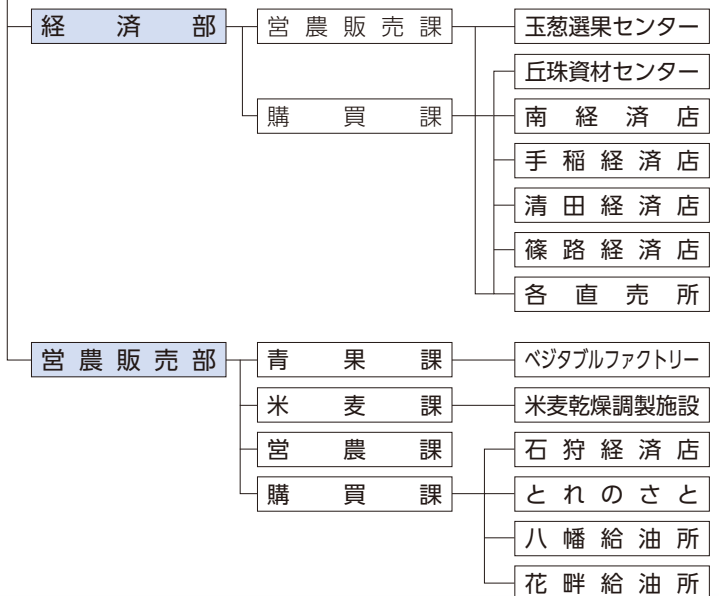 経済部
営農販売課
玉葱選果センター
丘珠資材センター
購買課
南経済店
手稲経済店
清田経済店
篠路経済店
各直売所
営農販売部
青果課
ベジタブルファクトリー
米麦課
米麦乾燥調製施設
営農課
石狩経済店
購買課
とれのさと
八幡給油所
花畔給油所